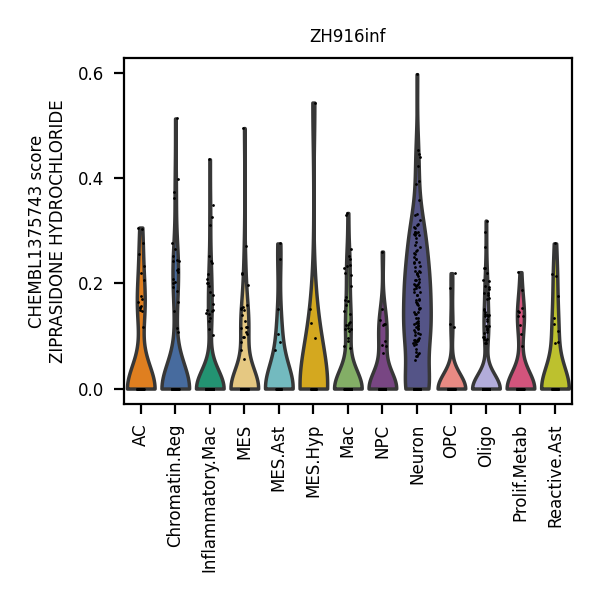 ZH916inf
CHEMBL1375743 score
ZIPRASIDONE HYDROCHLORIDE
0.6
0.4
0.2
0.0
AC
Chromatin.Reg
Inflammatory.Mac
MES
MES.Ast
MES.Hyp
Mac
NPC
Neuron
OPC
Oligo
Prolif.Metab
Reactive.Ast